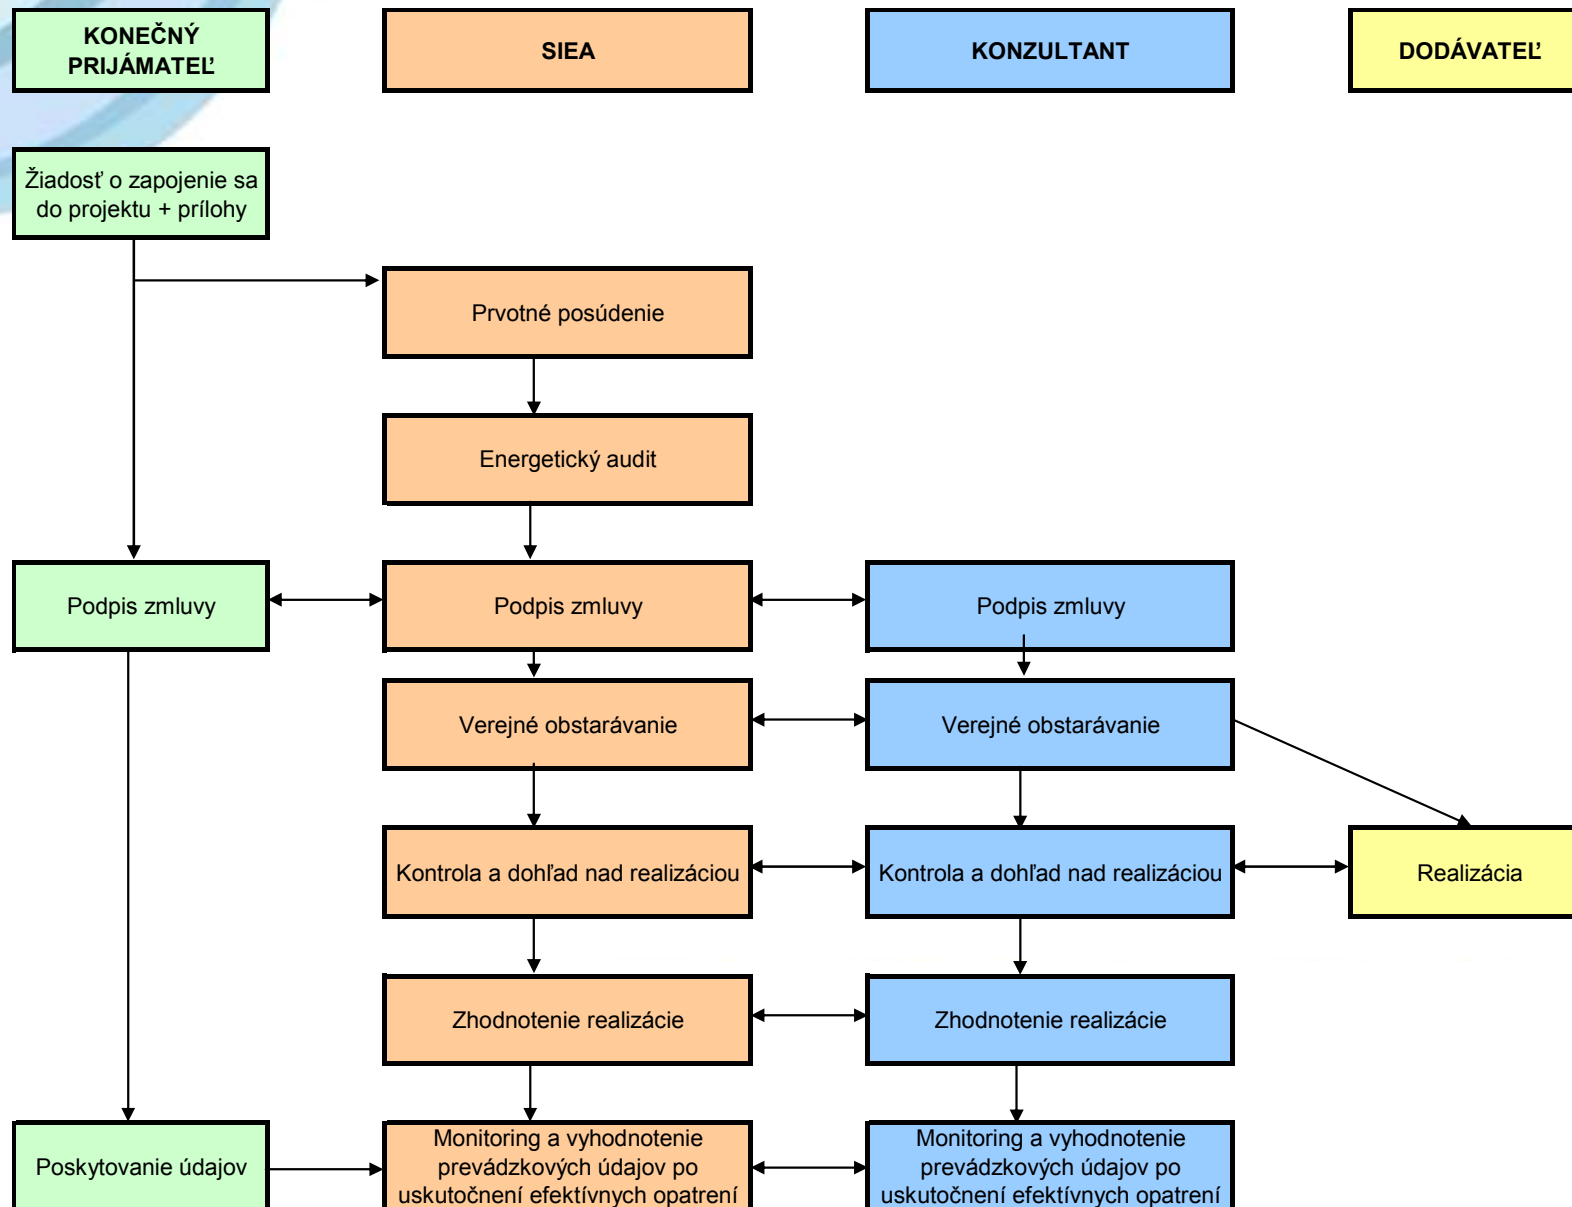 KONEČNÝ
PRIJÁMATEĽ
SIEA
KONZULTANT
DODÁVATEĽ
Žiadosť o zapojenie sa
do projektu + prílohy
Prvotné posúdenie
Energetický audit
Podpis zmluvy
Podpis zmluvy
Podpis zmluvy
Verejné obstarávanie
Verejné obstarávanie
Kontrola a dohľad nad realizáciou
Kontrola a dohľad nad realizáciou
Realizácia
Zhodnotenie realizácie
Zhodnotenie realizácie
Poskytovanie údajov
Monitoring a vyhodnotenie
prevádzkových údajov po
uskutočnení efektívnych opatrení
Monitoring a vyhodnotenie
prevádzkových údajov po
uskutočnení efektívnych opatrení